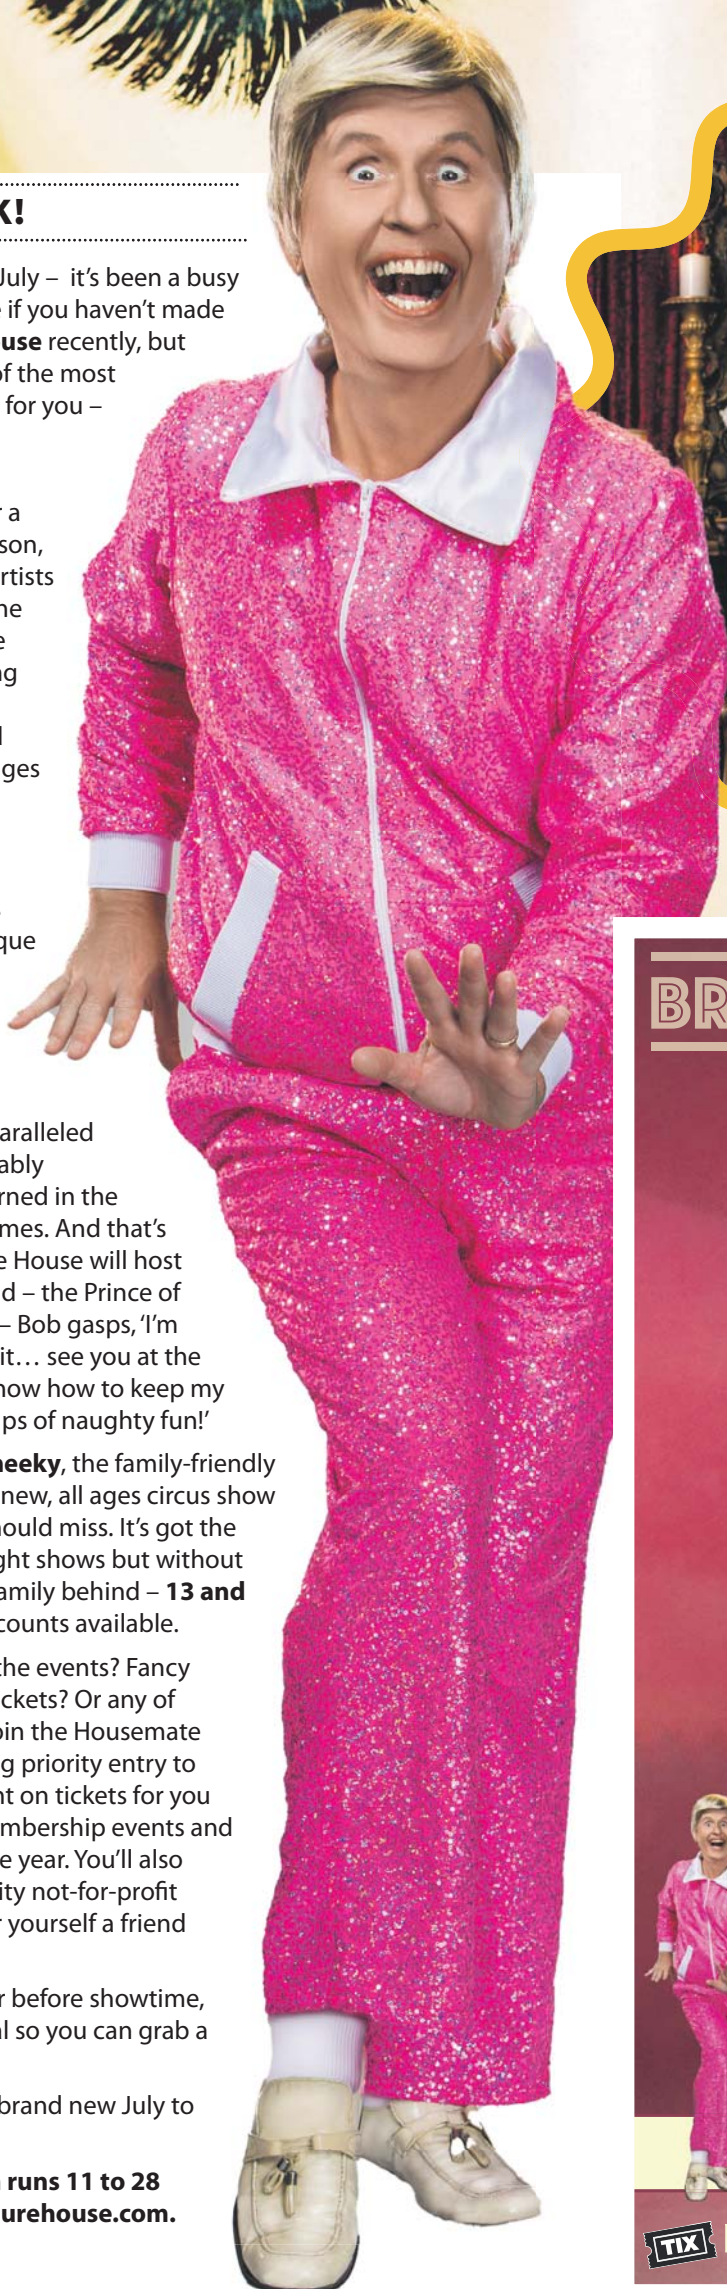 K!
July – it's been a busy
if you haven't made
use recently, but
of the most
for you –
a
son,
rtists
ne
e
ng
l
ges
que
aralleled
ably
rned in the
mes. And that's
e House will host
d – the Prince of
– Bob gasps, 'I'm
it… see you at the
now how to keep my
ps of naughty fun!'
heeky, the family-friendly
new, all ages circus show
hould miss. It's got the
ght shows but without
amily behind – 13 and
counts available.
the events? Fancy
ickets? Or any of
oin the Housemate
g priority entry to
nt on tickets for you
mbership events and
e year. You'll also
ity not-for-profit
r yourself a friend
r before showtime,
al so you can grab a
brand new July to
runs 11 to 28
urehouse.com.
BR
TIX